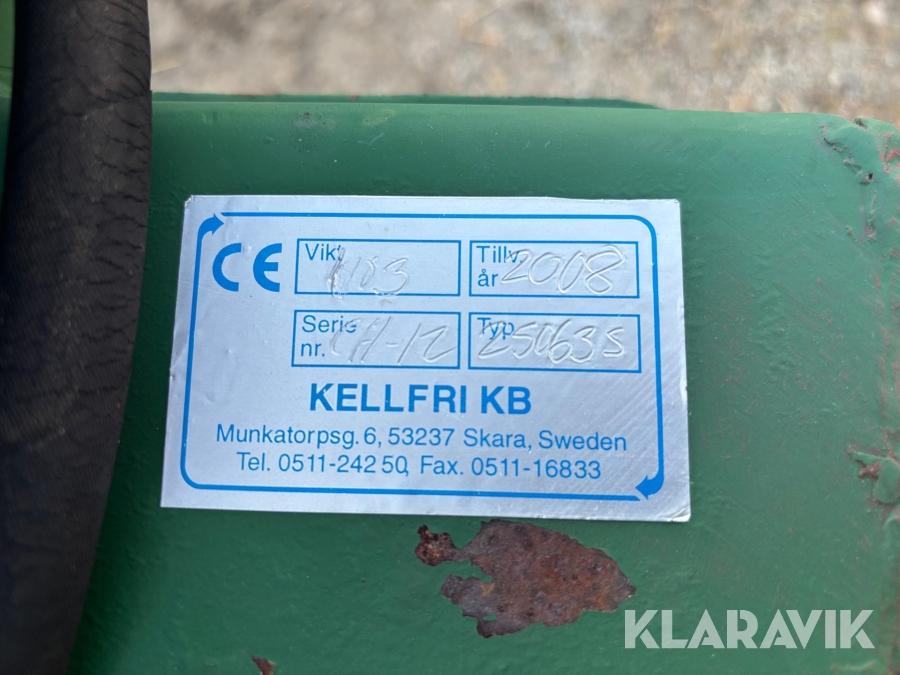 CE
Vikt
Tillv.
år 2008
Serie
nr.
Typ
25063S
KELLFRI KB
Munkatorpsg. 6, 53237 Skara, Sweden
Tel. 0511-242 50, Fax. 0511-16833
KLARAVIK